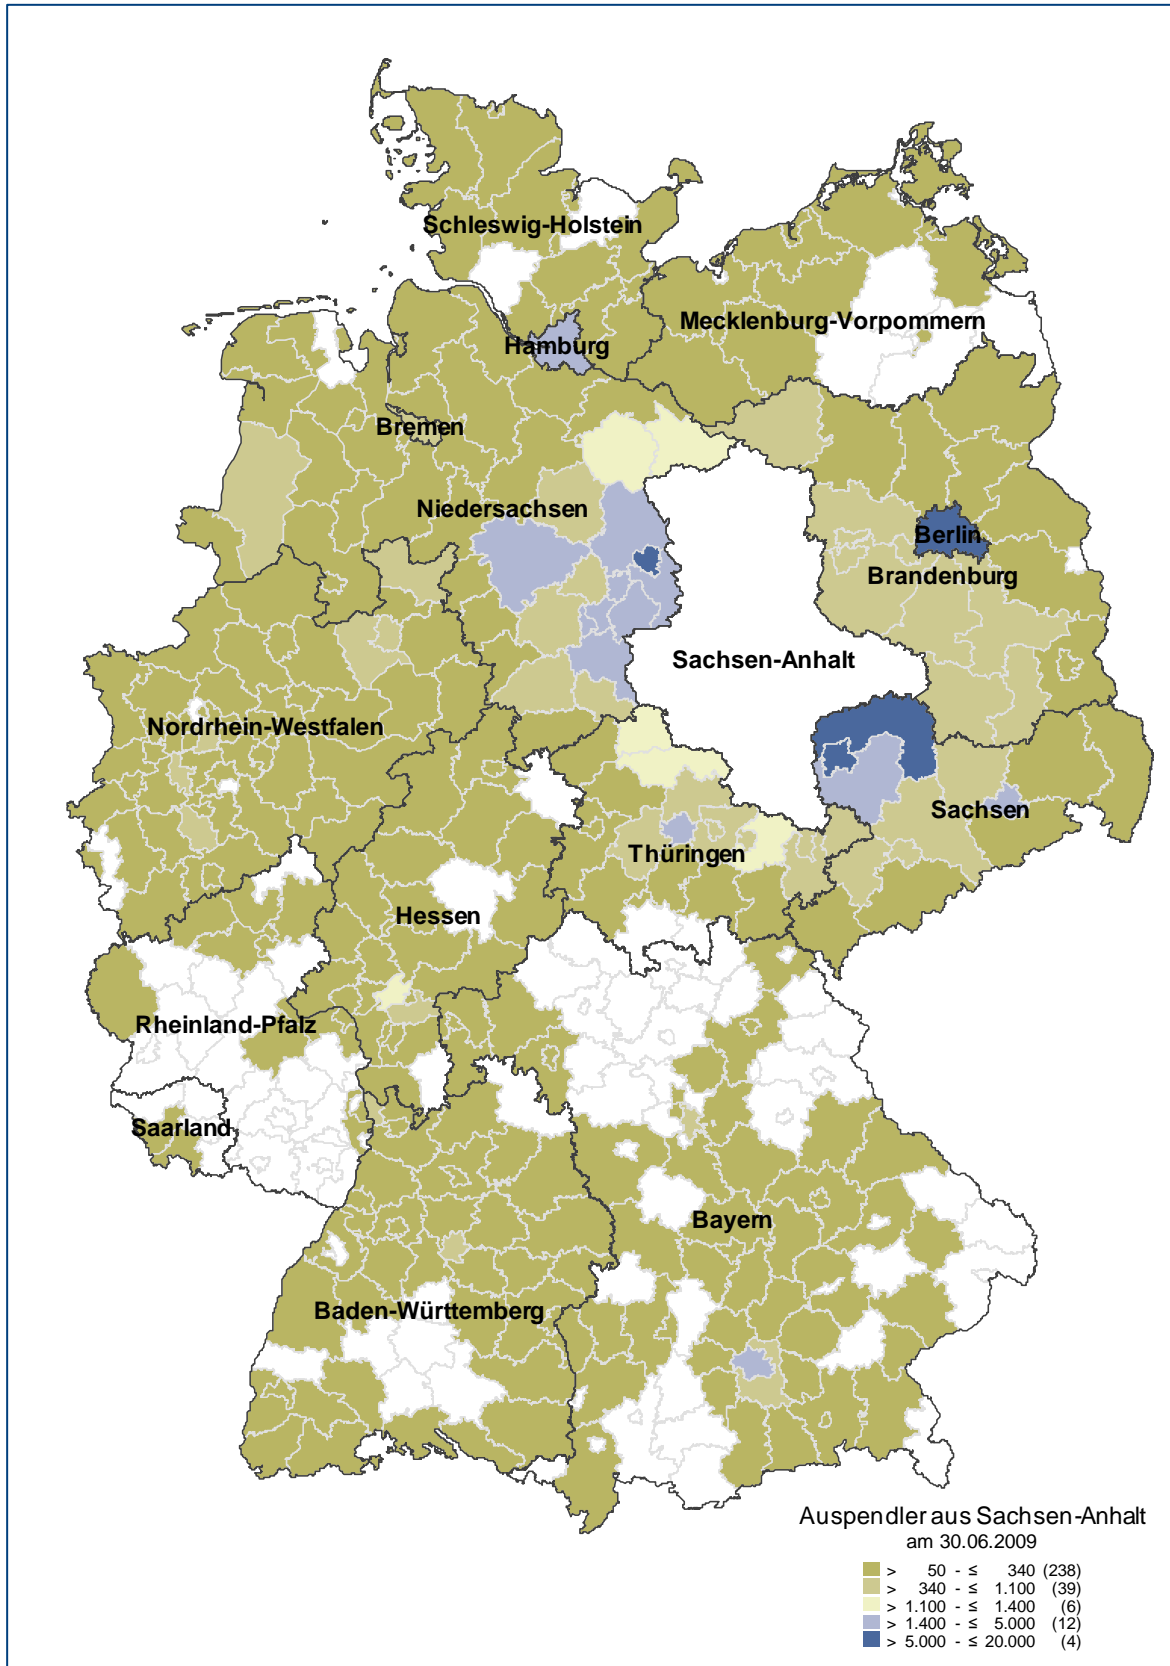 Schleswig-Holstein
Mecklenburg-Vorpommern
Hamburg
Bremen
Niedersachsen
Berlin
Brandenburg
Sachsen-Anhalt
Nordrhein-Westfalen
Sachsen
Thüringen
Hessen
Rheinland-Pfalz
Saarland
Bayern
Baden-Württemberg
Auspendler aus Sachsen-Anhalt
am 30.06.2009
> 50 - ≤ 340 (238)
> 340 - ≤ 1.100 (39)
> 1.100 - ≤ 1.400 (6)
> 1.400 - ≤ 5.000 (12)
> 5.000 - ≤ 20.000 (4)